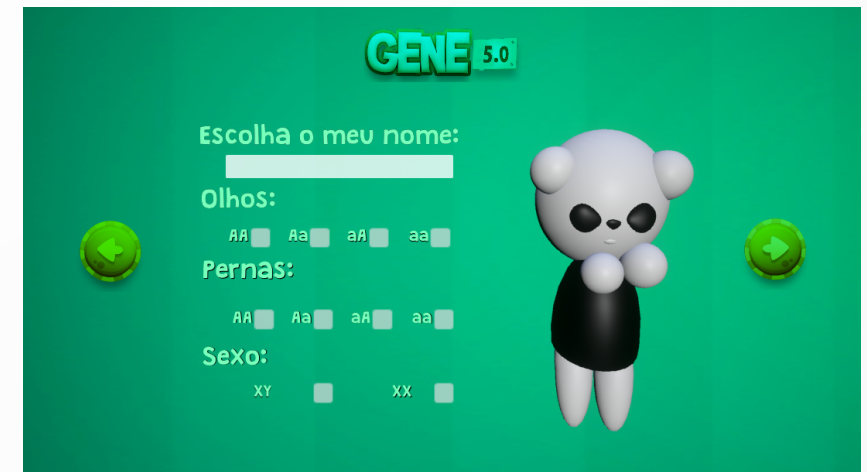 GENE 5.0
Escolha o meu nome:
Olhos:
AA Aa aA aa
Pernas:
AA Aa aA aa
Sexo:
XY XX